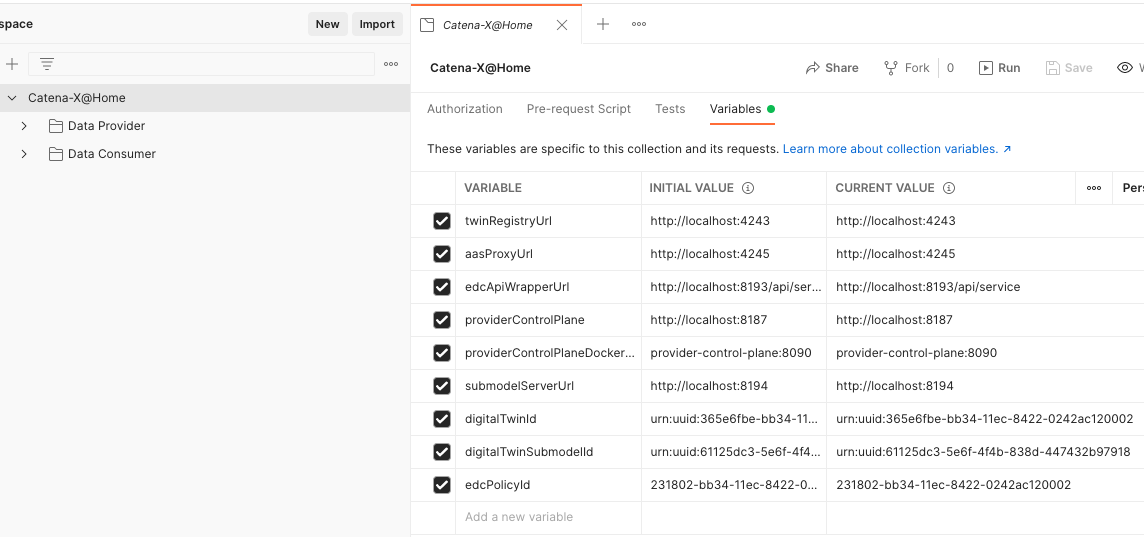 space
New
Import
Catena-X@Home
Data Provider
Data Consumer
Catena-X@Home
Catena-X@Home
Share
Fork
0
Run
Save
Authorization
Pre-request Script
Tests
Variables
These variables are specific to this collection and its requests. Learn more about collection variables. ↗
VARIABLE INITIAL VALUE CURRENT VALUE Per
twinRegistryUrl http://localhost:4243 http://localhost:4243
aasProxyUrl http://localhost:4245 http://localhost:4245
edcApiWrapperUrl http://localhost:8193/api/ser... http://localhost:8193/api/service
providerControlPlane http://localhost:8187 http://localhost:8187
providerControlPlaneDocker... provider-control-plane:8090 provider-control-plane:8090
submodelServerUrl http://localhost:8194 http://localhost:8194
digitalTwinId urn:uuid:365e6fbe-bb34-11... urn:uuid:365e6fbe-bb34-11ec-8422-0242ac120002
digitalTwinSubmodelId urn:uuid:61125dc3-5e6f-4f4... urn:uuid:61125dc3-5e6f-4f4b-838d-447432b97918
edcPolicyId 231802-bb34-11ec-8422-0... 231802-bb34-11ec-8422-0242ac120002
Add a new variable